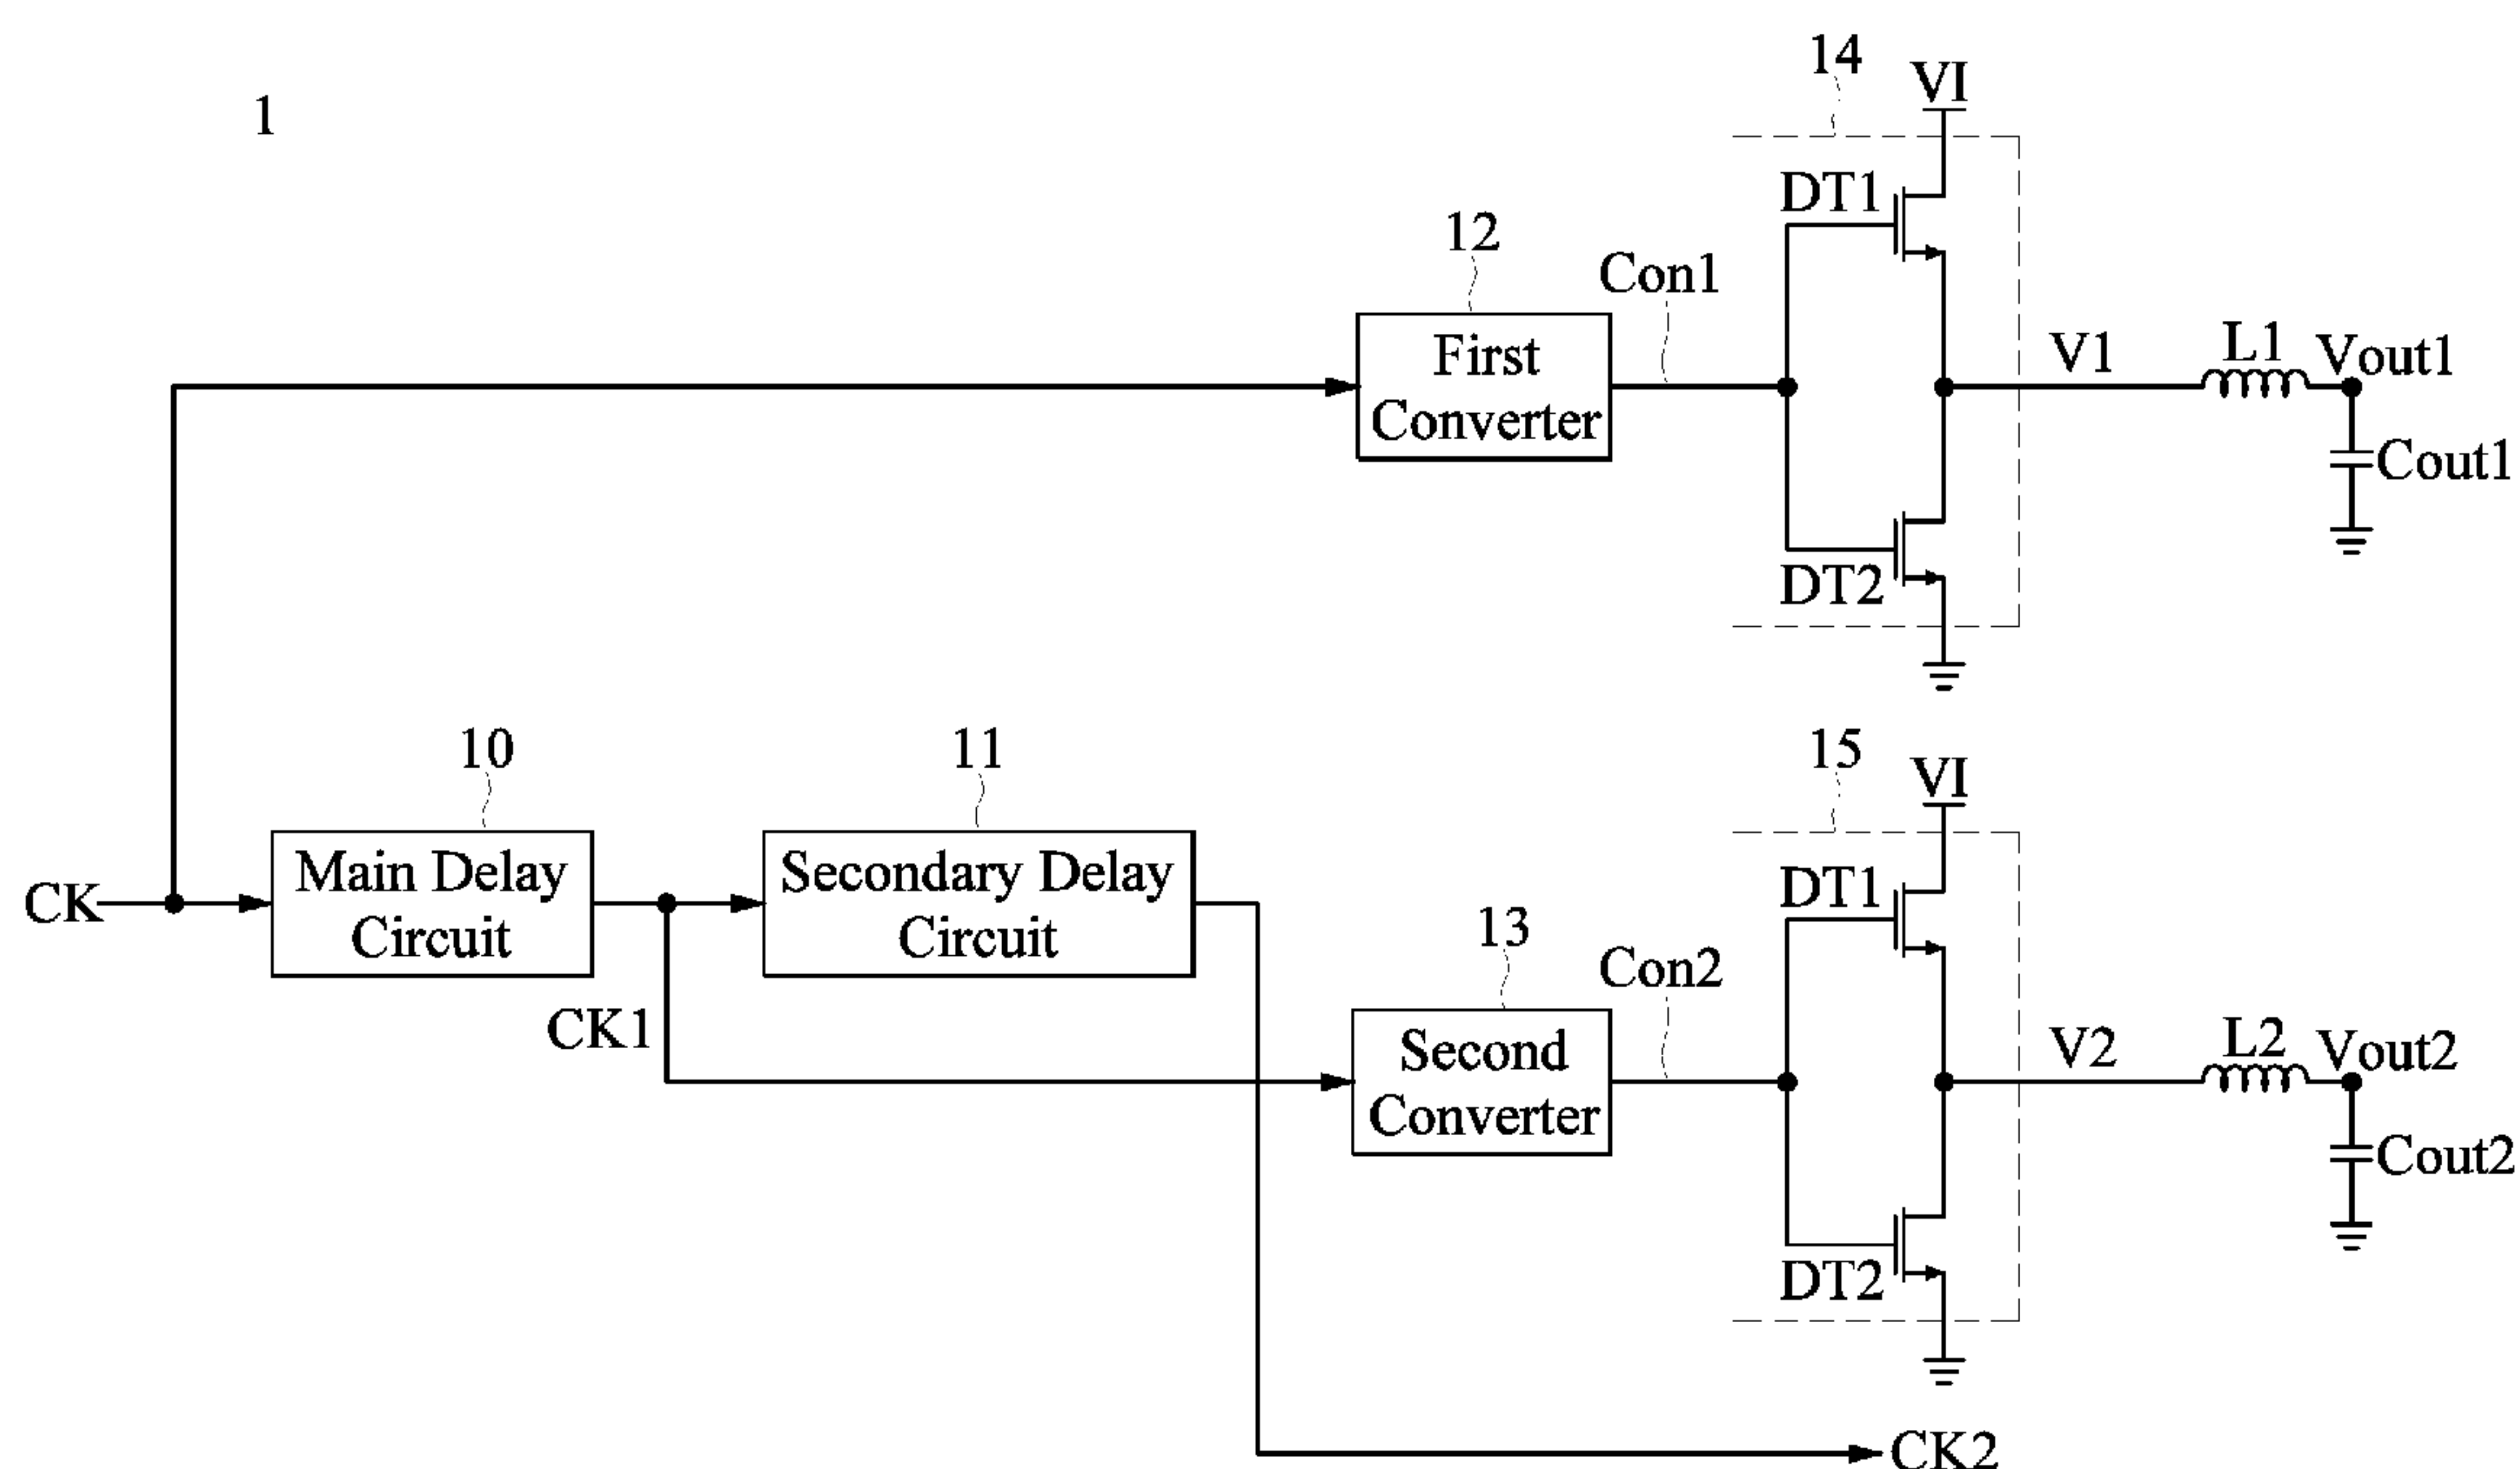 1
14
VI
DT1
12
Con1
First
Converter
V1
L1
Vout1
Cout1
DT2
10
11
15
VI
CK
Main Delay
Circuit
Secondary Delay
Circuit
DT1
13
Con2
CK1
Second
Converter
V2
L2
Vout2
Cout2
DT2
CK2